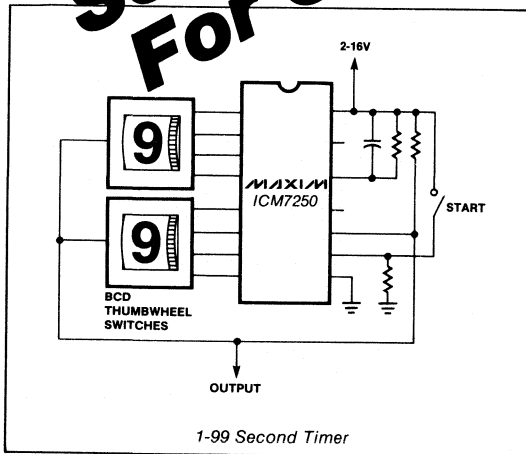 For
2-16V
9
MAXIM
ICM7250
START
9
BCD
THUMBWHEEL
SWITCHES
OUTPUT
1-99 Second Timer